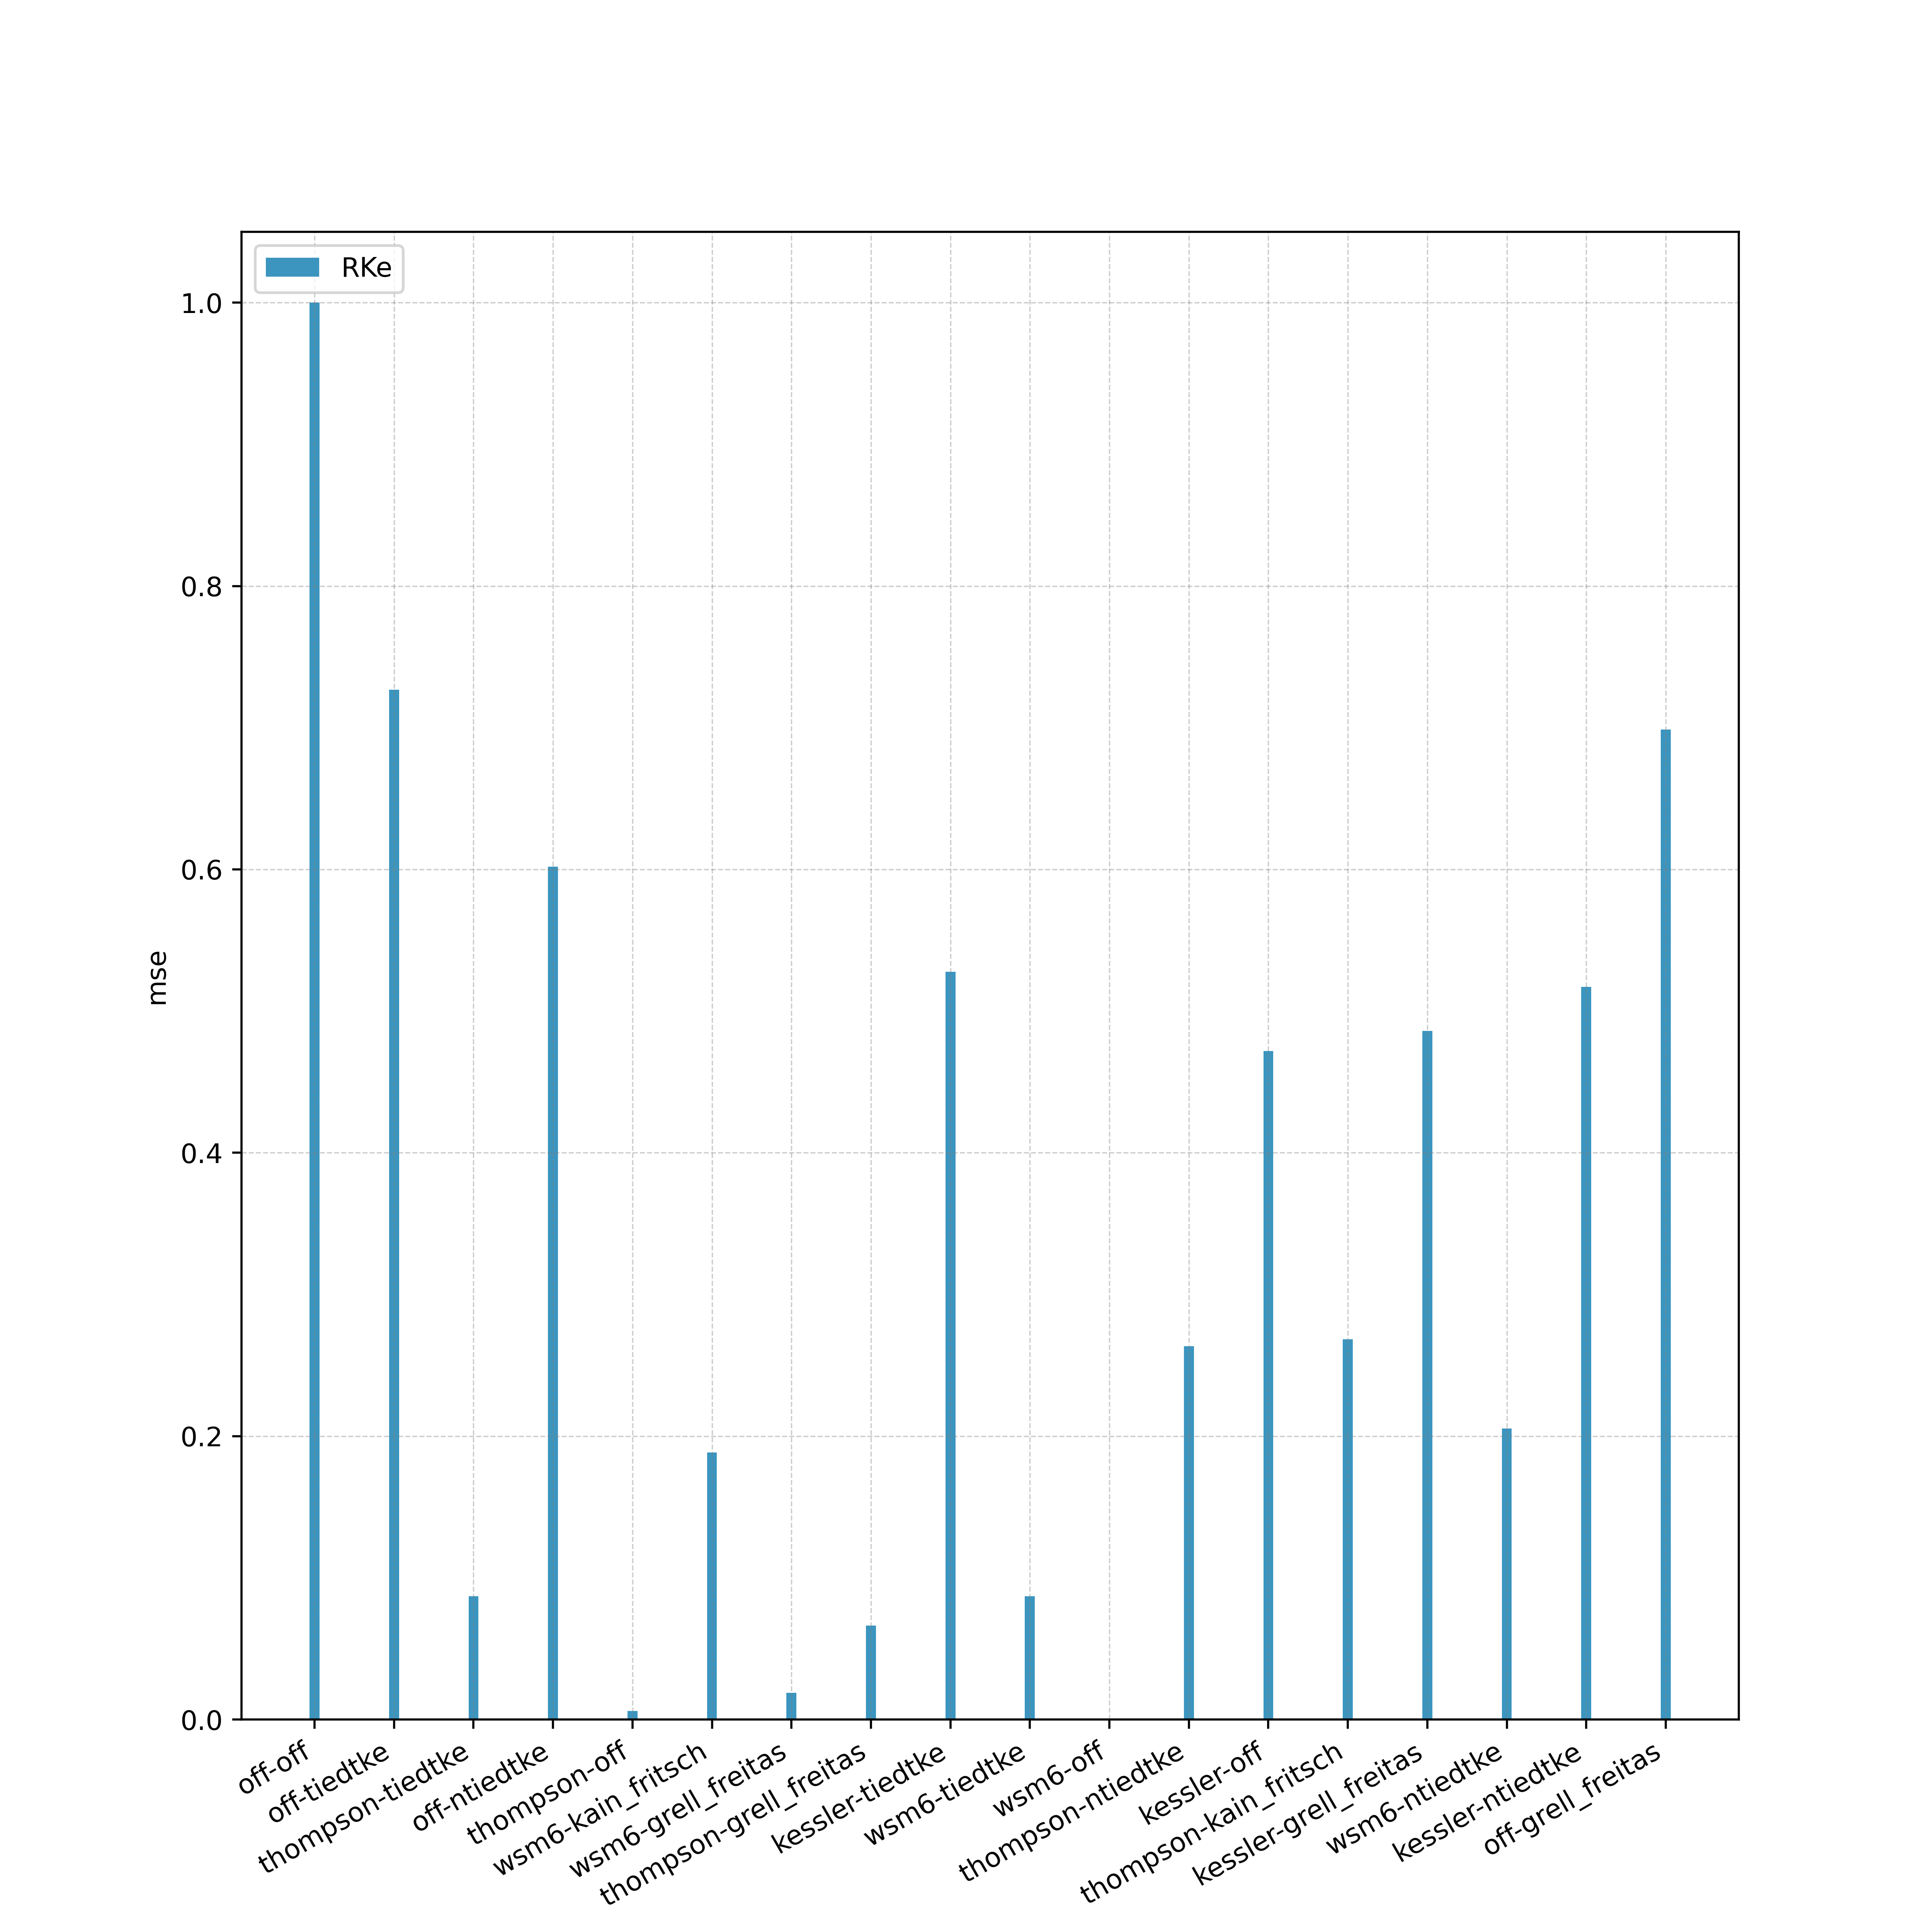 RKe
1.0
0.8
0.6
0.4
0.2
0.0
mse
off-off
off-tiedtke
thompson-tiedtke
off-ntiedtke
thompson-off
wsm6-kain_fritsch
wsm6-grell_freitas
thompson-grell_freitas
kessler-tiedtke
wsm6-tiedtke
wsm6-off
thompson-ntiedtke
kessler-off
thompson-kain_fritsch
kessler-grell_freitas
wsm6-ntiedtke
kessler-ntiedtke
off-grell_freitas